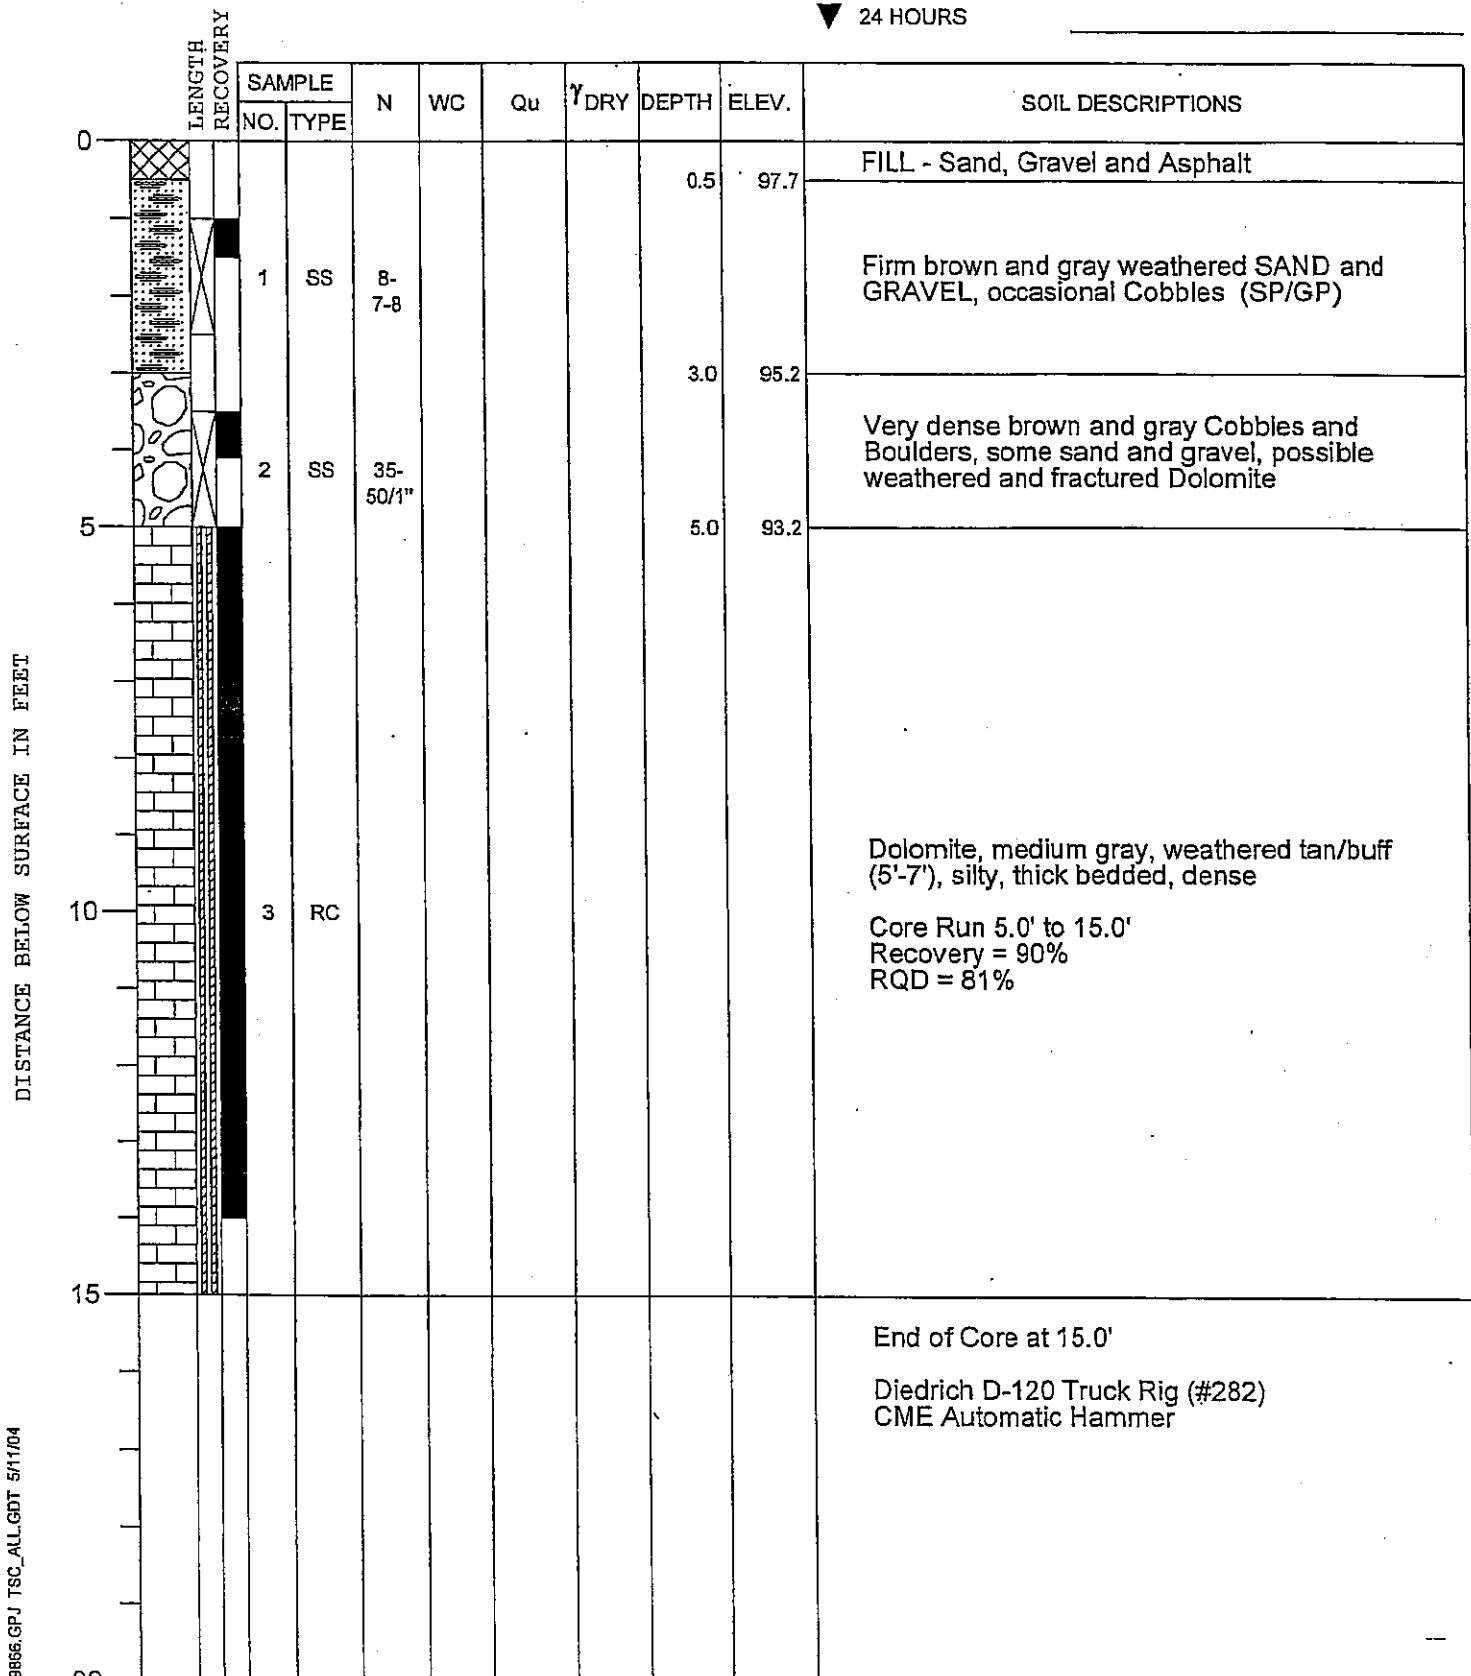 ▼ 24 HOURS
LENGTH
RECOVERY
SAMPLE
NO. TYPE N WC Qu γDRY DEPTH ELEV. SOIL DESCRIPTIONS
0
FILL - Sand, Gravel and Asphalt
0.5 97.7
1 SS 8-
7-8
Firm brown and gray weathered SAND and
GRAVEL, occasional Cobbles (SP/GP)
3.0 95.2
2 SS 35-
50/1"
Very dense brown and gray Cobbles and
Boulders, some sand and gravel, possible
weathered and fractured Dolomite
5
5.0 93.2
DISTANCE BELOW SURFACE IN FEET
Dolomite, medium gray, weathered tan/buff
(5'-7'), silty, thick bedded, dense
10
3 RC
Core Run 5.0' to 15.0'
Recovery = 90%
RQD = 81%
15
End of Core at 15.0'
Diedrich D-120 Truck Rig (#282)
CME Automatic Hammer
9866.GPJ TSC_ALL.GDT 5/11/04